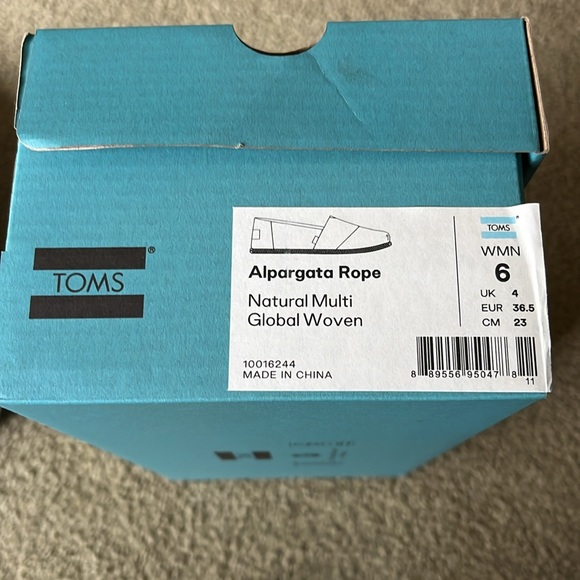 TOMS®
Alpargata Rope
Natural Multi
Global Woven
10016244
MADE IN CHINA
TOMS
WMN
6
UK 4
EUR 36.5
CM 23
8 89556 95047 8
11